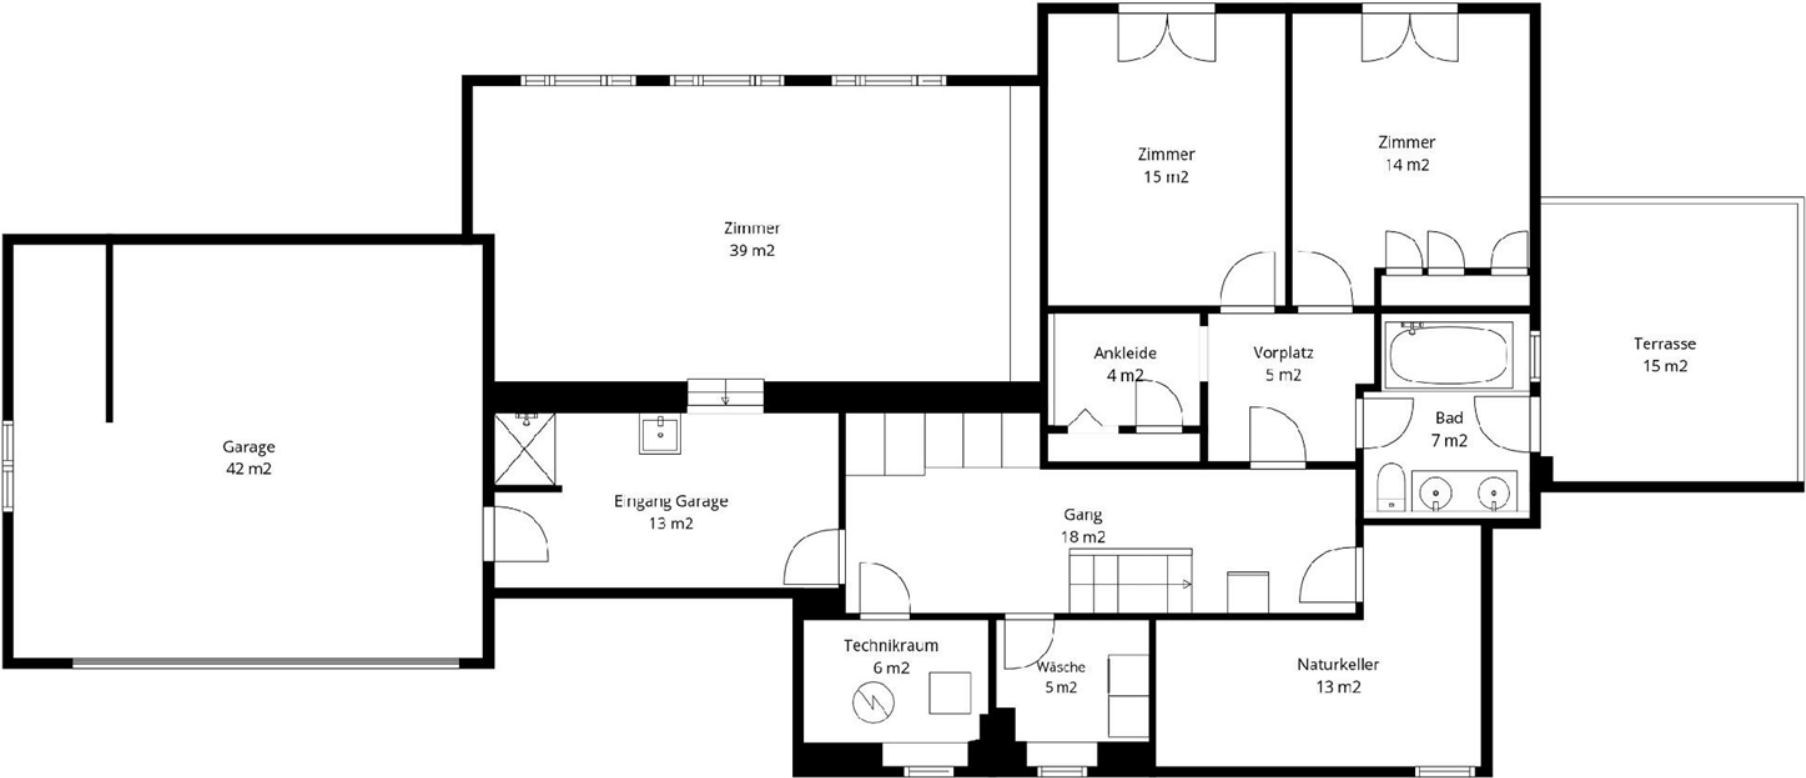 Zimmer
39 m2
Zimmer
15 m2
Zimmer
14 m2
Terrasse
15 m2
Ankleide
4 m2
Vorplatz
5 m2
Bad
7 m2
Garage
42 m2
Eingang Garage
13 m2
Gang
18 m2
Technikraum
6 m2
Wäsche
5 m2
Naturkeller
13 m2